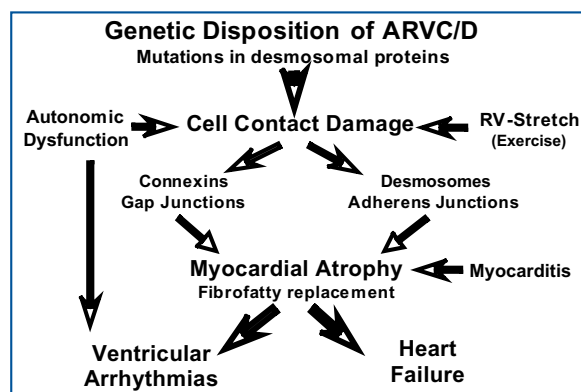 Genetic Disposition of ARVC/D
Mutations in desmosomal proteins
Autonomic
Dysfunction
Cell Contact Damage
RV-Stretch
(Exercise)
Connexins
Gap Junctions
Desmosomes
Adherens Junctions
Myocardial Atrophy
Fibrofatty replacement
Myocarditis
Ventricular
Arrhythmias
Heart
Failure